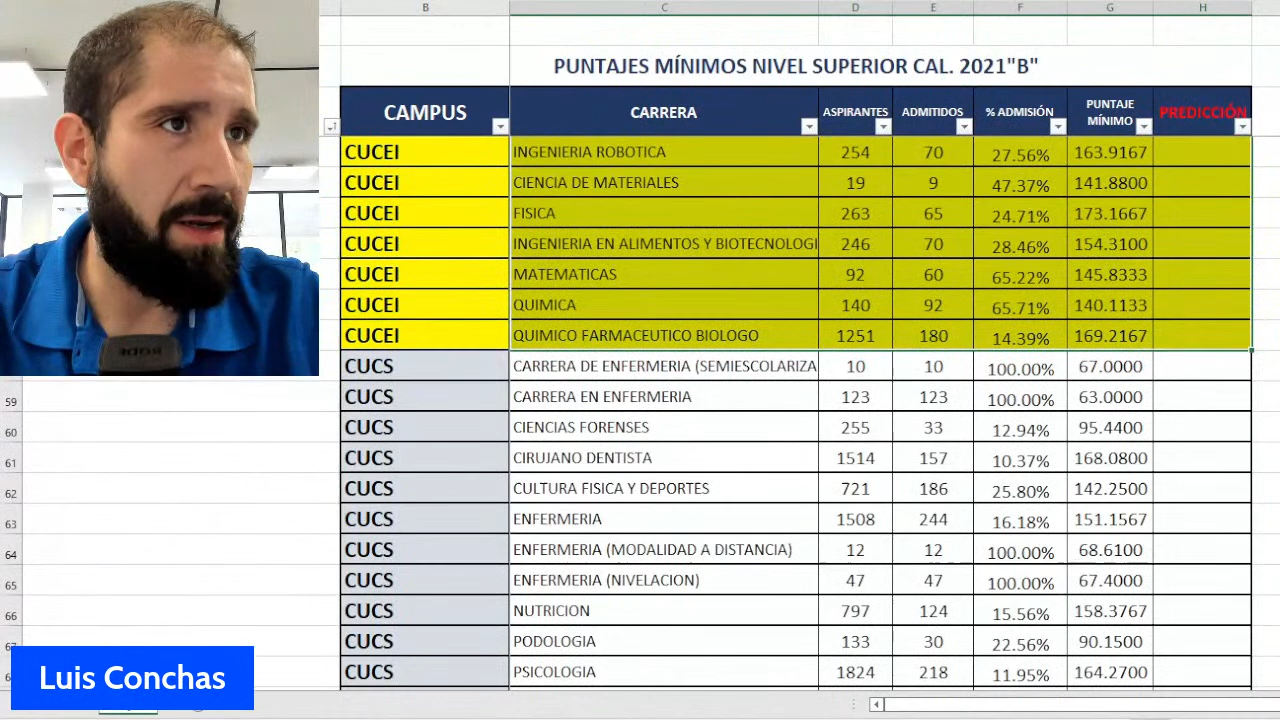 B C D E F G H
PUNTAJES MÍNIMOS NIVEL SUPERIOR CAL. 2021"B"
CAMPUS CARRERA ASPIRANTES ADMITIDOS % ADMISIÓN PUNTAJE MÍNIMO PREDICCIÓN
CUCEI INGENIERIA ROBOTICA 254 70 27.56% 163.9167
CUCEI CIENCIA DE MATERIALES 19 9 47.37% 141.8800
CUCEI FISICA 263 65 24.71% 173.1667
CUCEI INGENIERIA EN ALIMENTOS Y BIOTECNOLOGI 246 70 28.46% 154.3100
CUCEI MATEMATICAS 92 60 65.22% 145.8333
CUCEI QUIMICA 140 92 65.71% 140.1133
CUCEI QUIMICO FARMACEUTICO BIOLOGO 1251 180 14.39% 169.2167
CUCS CARRERA DE ENFERMERIA (SEMIESCOLARIZA 10 10 100.00% 67.0000
59 CUCS CARRERA EN ENFERMERIA 123 123 100.00% 63.0000
60 CUCS CIENCIAS FORENSES 255 33 12.94% 95.4400
61 CUCS CIRUJANO DENTISTA 1514 157 10.37% 168.0800
62 CUCS CULTURA FISICA Y DEPORTES 721 186 25.80% 142.2500
63 CUCS ENFERMERIA 1508 244 16.18% 151.1567
64 CUCS ENFERMERIA (MODALIDAD A DISTANCIA) 12 12 100.00% 68.6100
65 CUCS ENFERMERIA (NIVELACION) 47 47 100.00% 67.4000
66 CUCS NUTRICION 797 124 15.56% 158.3767
CUCS PODOLOGIA 133 30 22.56% 90.1500
CUCS PSICOLOGIA 1824 218 11.95% 164.2700
RODE
Luis Conchas